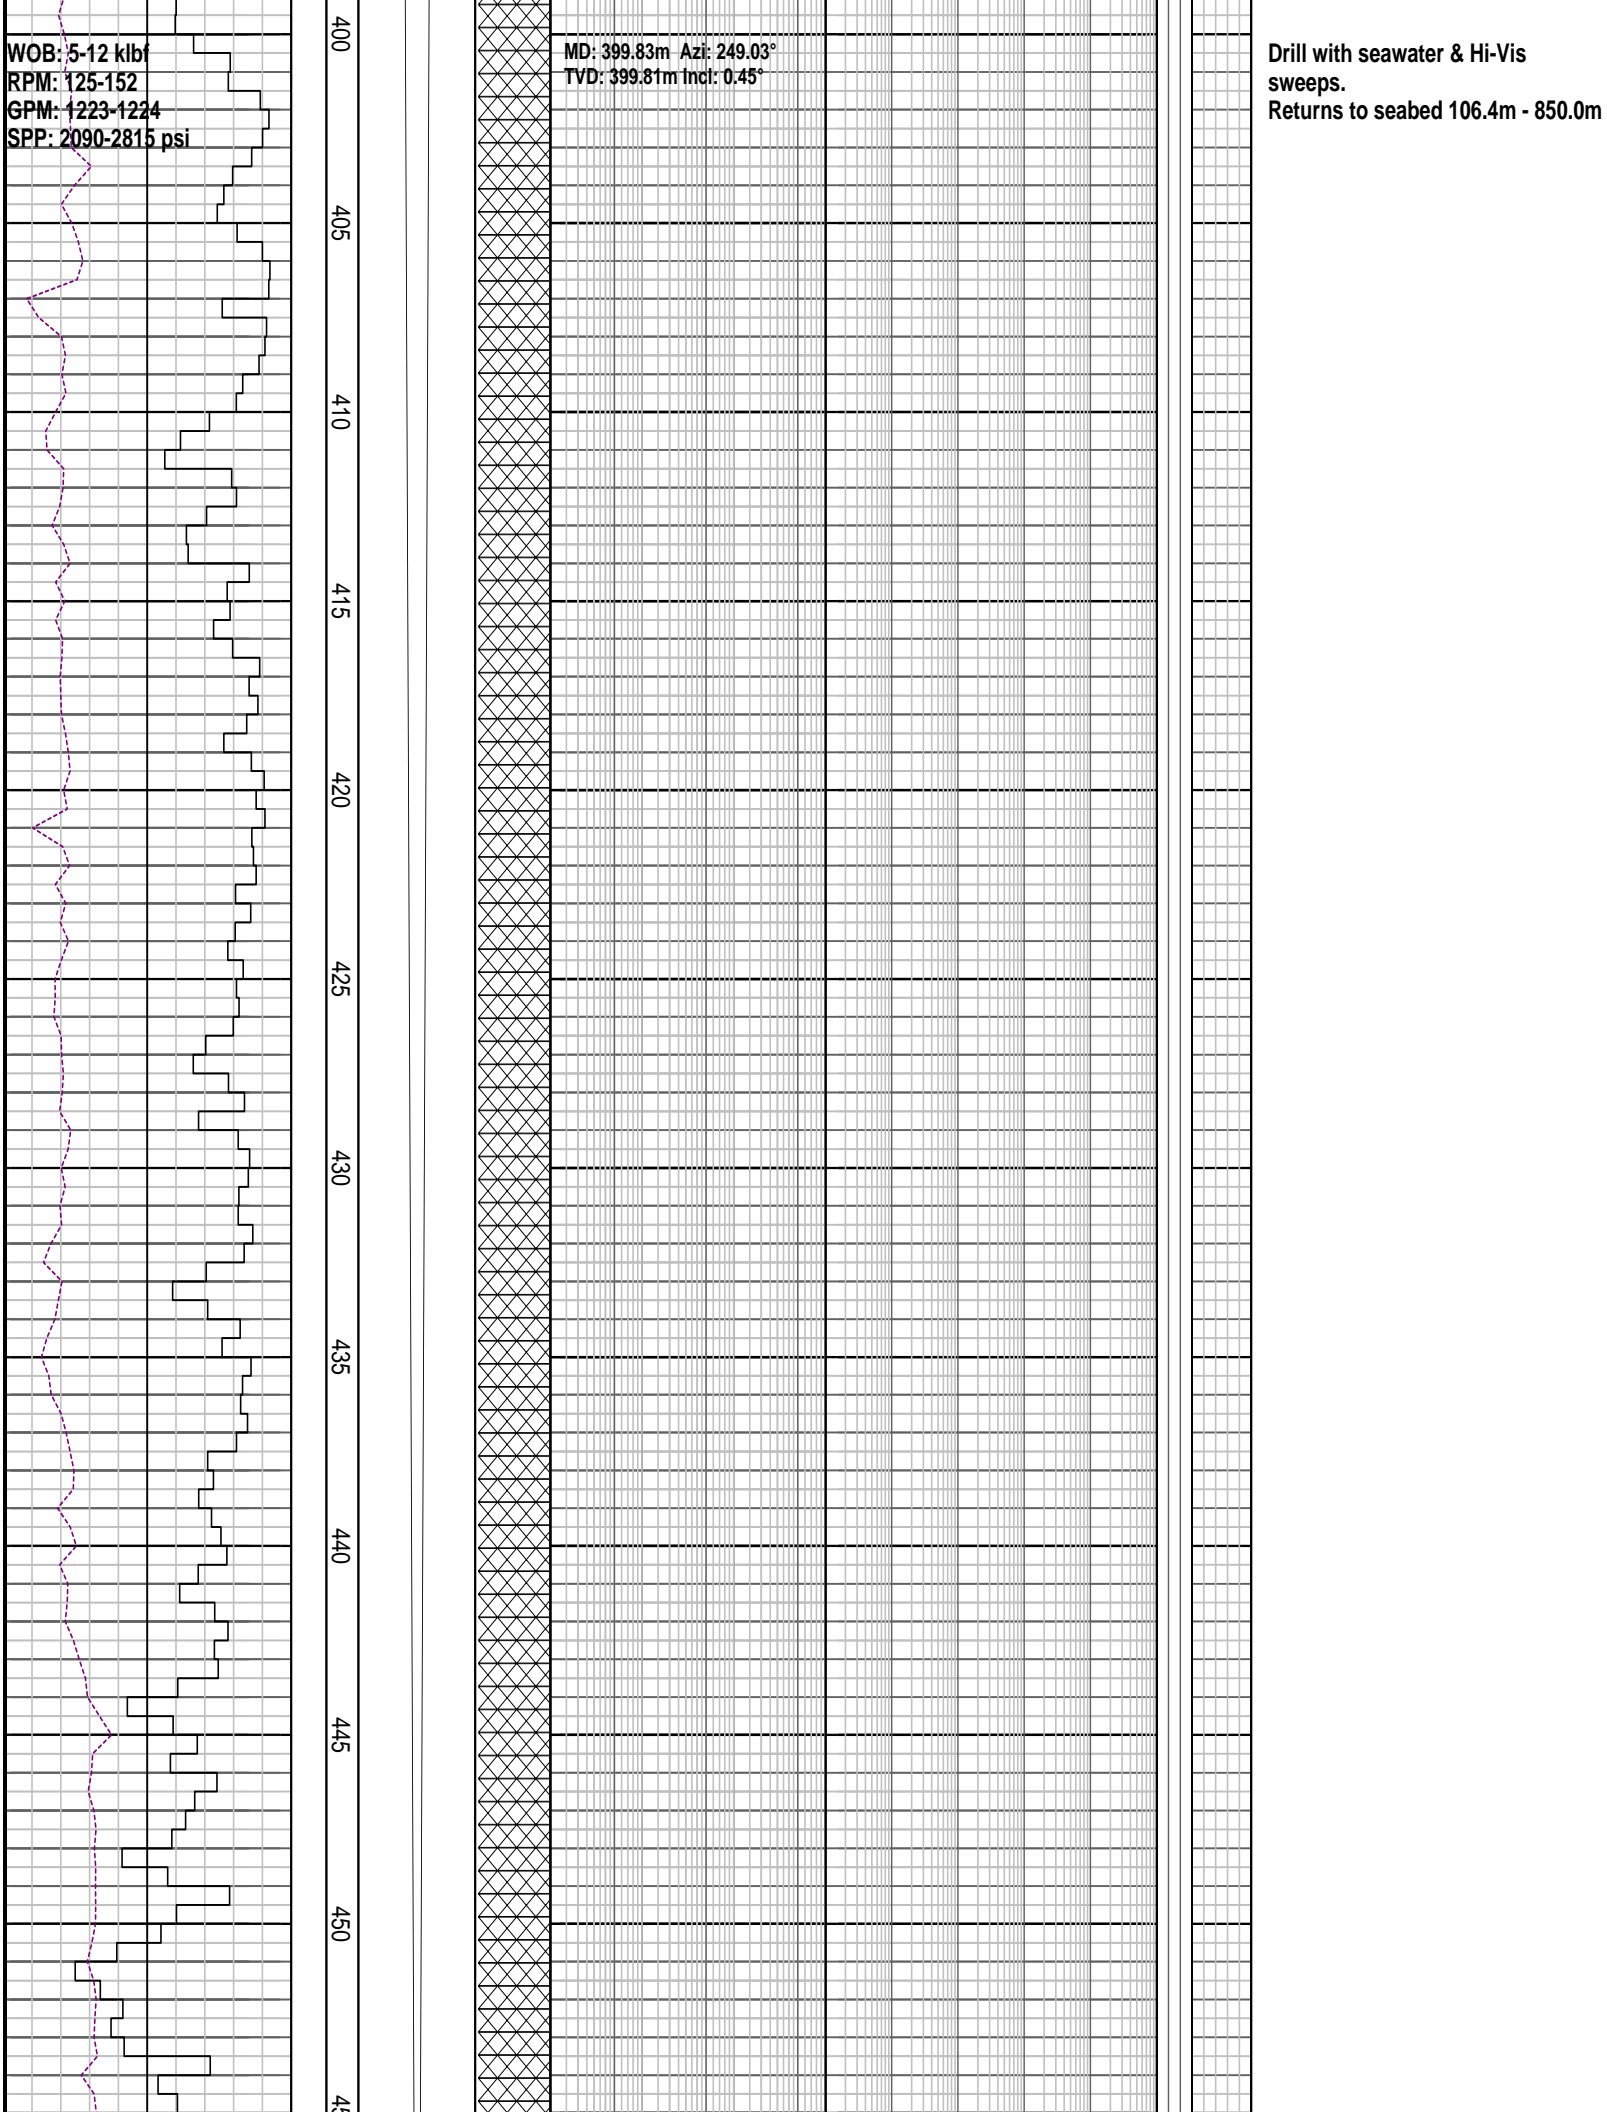 400
WOB: 5-12 klbf
RPM: 125-152
GPM: 1223-1224
SPP: 2090-2815 psi
MD: 399.83m Azi: 249.03°
TVD: 399.81m Incl: 0.45°
Drill with seawater & Hi-Vis
sweeps.
Returns to seabed 106.4m - 850.0m
405
410
415
420
425
430
435
440
445
450